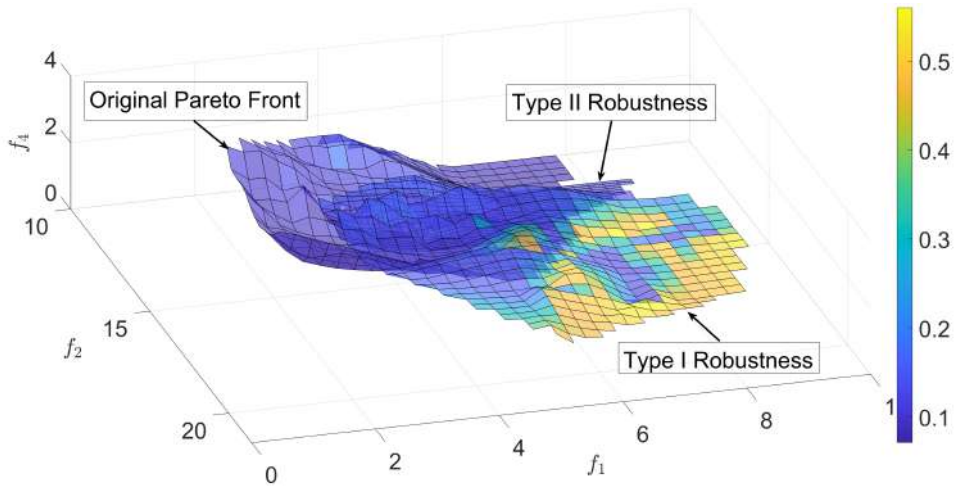 4
2
0
f4
Original Pareto Front
Type II Robustness
Type I Robustness
10
15
20
f2
0
2
4
6
8
1
f1
0.5
0.4
0.3
0.2
0.1